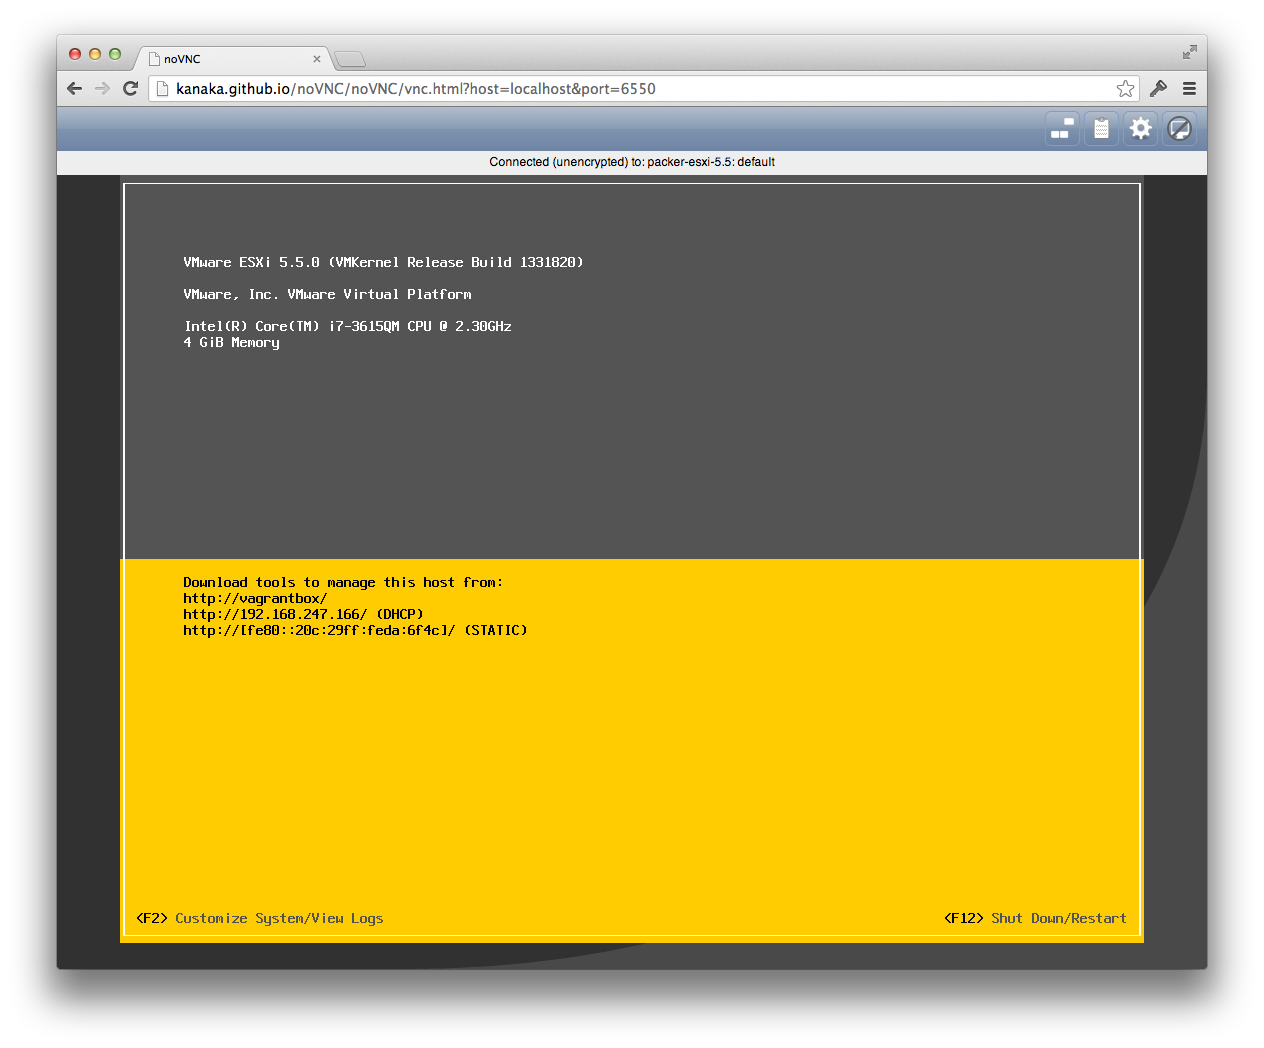 noVNC
kanaka.github.io/noVNC/noVNC/vnc.html?host=localhost&port=6550
Connected (unencrypted) to: packer-esxi-5.5: default
VMware ESXi 5.5.0 (VMKernel Release Build 1331820)
VMware, Inc. VMware Virtual Platform
Intel(R) Core(TM) i7-3615QM CPU @ 2.30GHz
4 GiB Memory
Download tools to manage this host from:
http://vagrantbox/
http://192.168.247.166/ (DHCP)
http://[fe80::20c:29ff:feda:6f4c]/ (STATIC)
<F2> Customize System/View Logs
<F12> Shut Down/Restart